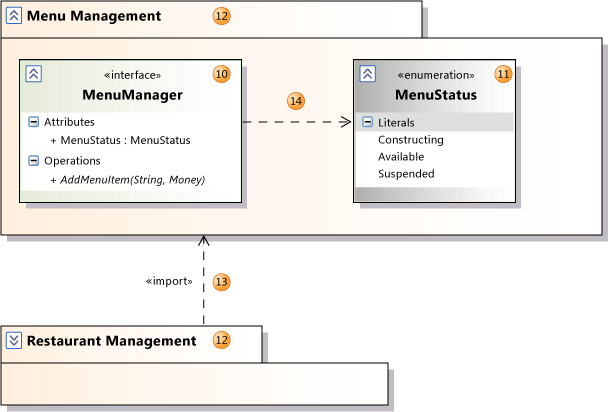 Menu Management 12
«interface» 10
MenuManager
Attributes
+ MenuStatus : MenuStatus
Operations
+ AddMenuItem(String, Money)
14
«enumeration» 11
MenuStatus
Literals
Constructing
Available
Suspended
«import» 13
Restaurant Management 12